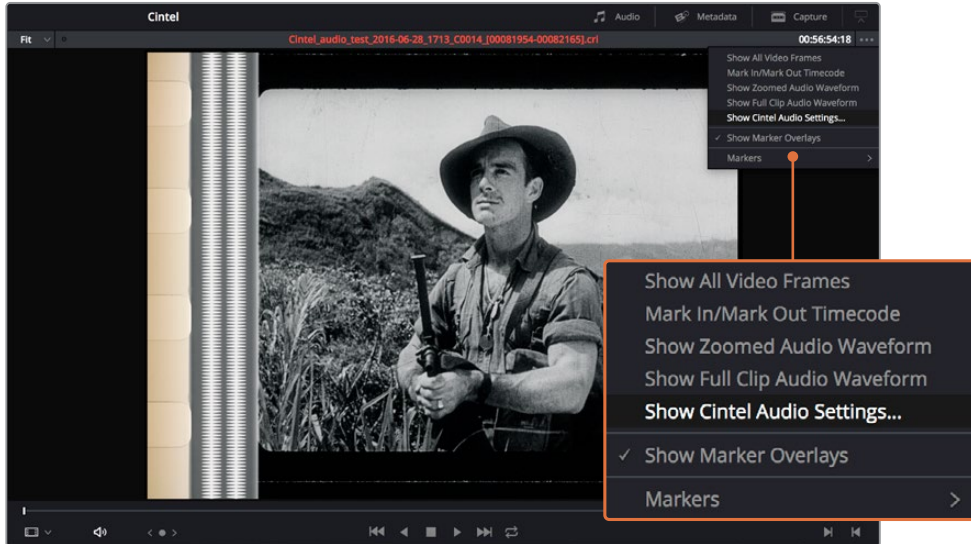 Cintel
Audio
Metadata
Capture
Fit
Cintel_audio_test_2016-06-28_1713_C0014_[00081954-00082165].cri
00:56:54:18
Show All Video Frames
Mark In/Mark Out Timecode
Show Zoomed Audio Waveform
Show Full Clip Audio Waveform
Show Cintel Audio Settings...
Show Marker Overlays
Markers
Show All Video Frames
Mark In/Mark Out Timecode
Show Zoomed Audio Waveform
Show Full Clip Audio Waveform
Show Cintel Audio Settings...
Show Marker Overlays
Markers